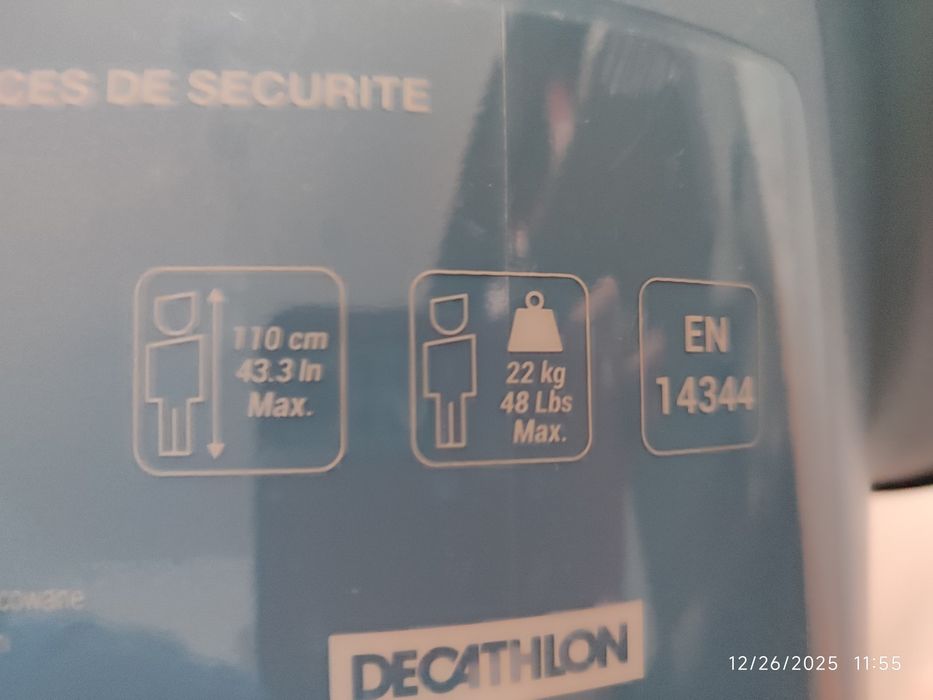 CES DE SECURITE
110 cm
43.3 In
Max.
22 kg
48 Lbs
Max.
EN
14344
cowane
DECATHLON
12/26/2025 11:55